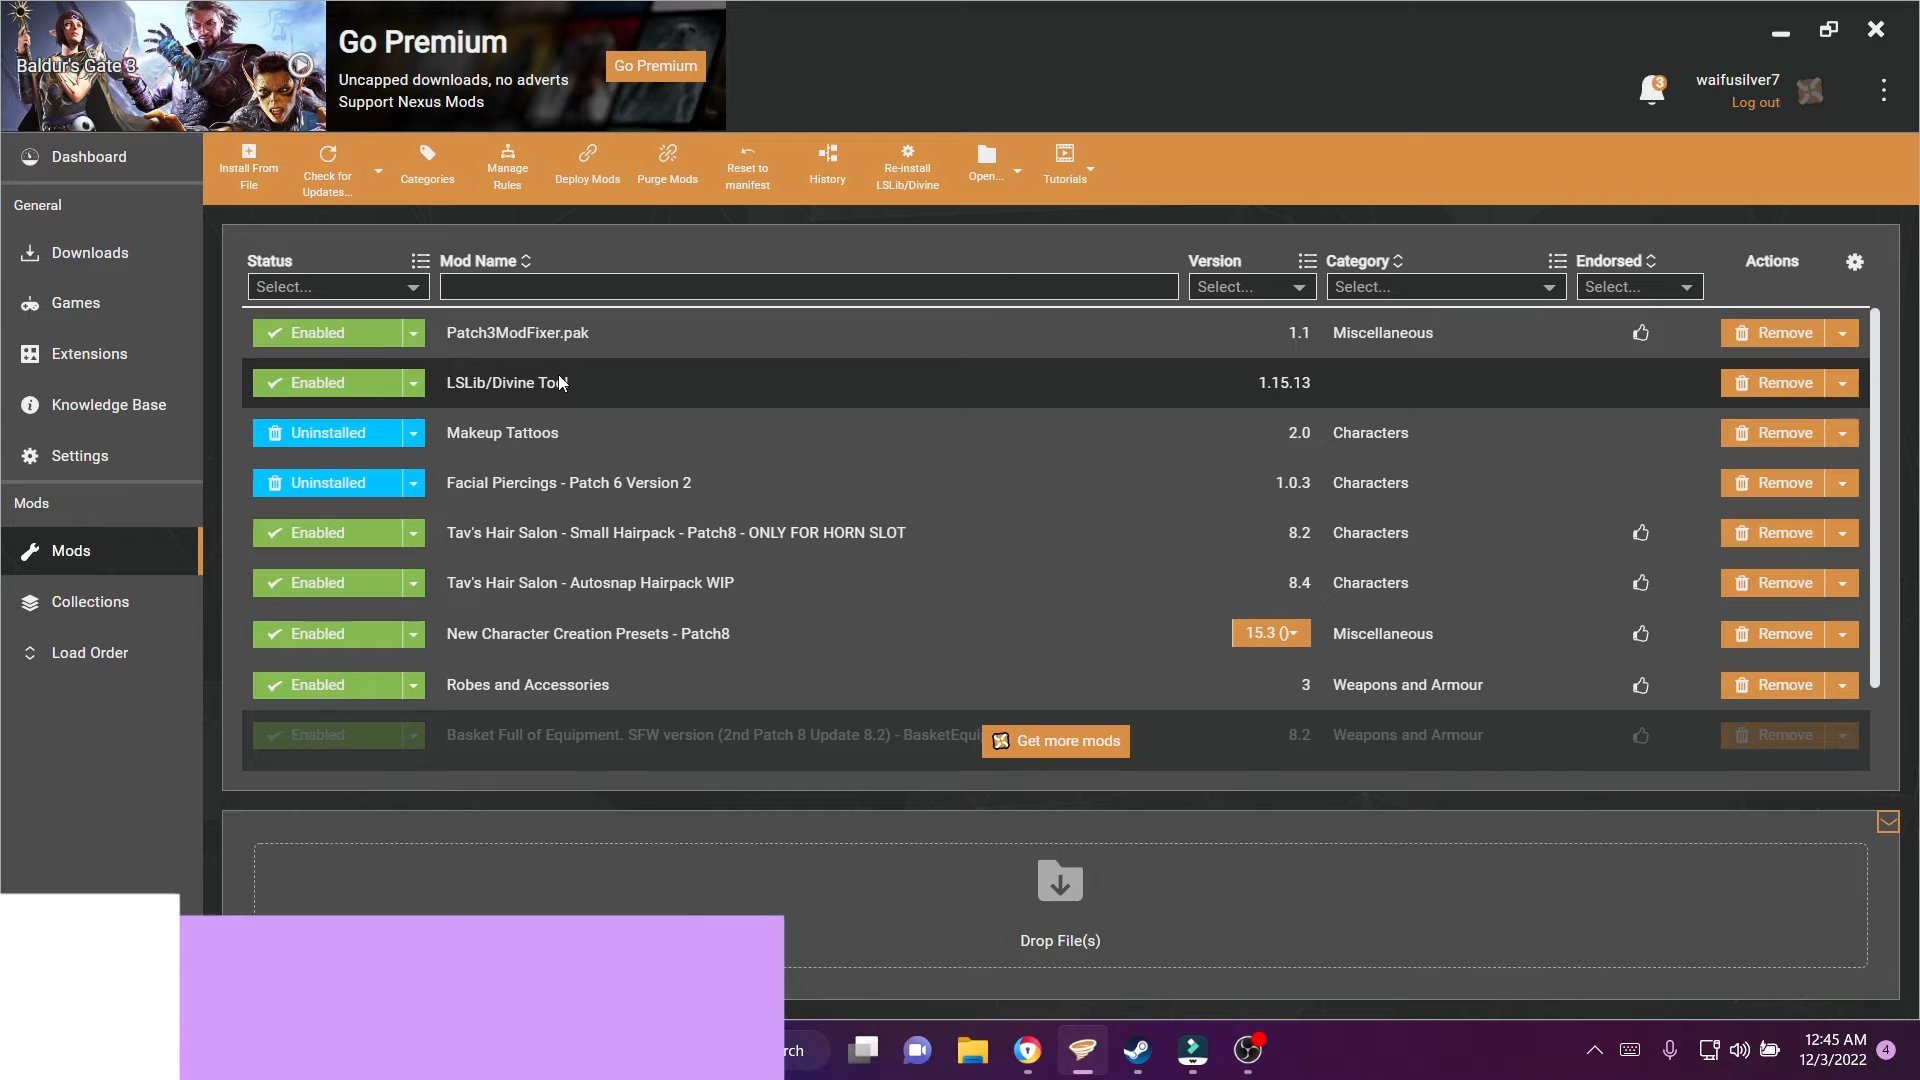 Baldur's Gate 3
Go Premium
Uncapped downloads, no adverts
Support Nexus Mods
Go Premium
3
waifusilver7
Log out
Dashboard
General
Downloads
Games
Extensions
Knowledge Base
Settings
Mods
Mods
Collections
Load Order
Install From
File
Check for
Updates...
Categories
Manage
Rules
Deploy Mods
Purge Mods
Reset to
manifest
History
Re-install
LSLib/Divine
Open...
Tutorials
Status Mod Name Version Category Endorsed Actions
Select... Select... Select... Select...
Enabled Patch3ModFixer.pak 1.1 Miscellaneous Remove
Enabled LSLib/Divine Tool 1.15.13 Remove
Uninstalled Makeup Tattoos 2.0 Characters Remove
Uninstalled Facial Piercings - Patch 6 Version 2 1.0.3 Characters Remove
Enabled Tav's Hair Salon - Small Hairpack - Patch8 - ONLY FOR HORN SLOT 8.2 Characters Remove
Enabled Tav's Hair Salon - Autosnap Hairpack WIP 8.4 Characters Remove
Enabled New Character Creation Presets - Patch8 15.3 () Miscellaneous Remove
Enabled Robes and Accessories 3 Weapons and Armour Remove
Enabled Basket Full of Equipment. SFW version (2nd Patch 8 Update 8.2) - BasketEqui 8.2 Weapons and Armour Remove
Get more mods
Drop File(s)
rch
12:45 AM
12/3/2022
4